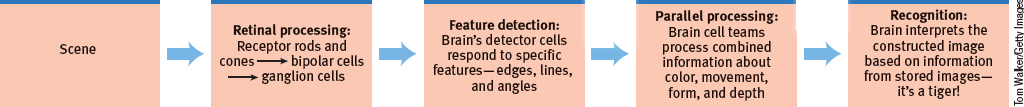 Scene
Retinal processing:
Receptor rods and
cones → bipolar cells
→ ganglion cells
Feature detection:
Brain's detector cells
respond to specific
features—edges, lines,
and angles
Parallel processing:
Brain cell teams
process combined
information about
color, movement,
form, and depth
Recognition:
Brain interprets the
constructed image
based on information
from stored images—
it's a tiger!
Tom Walker/Getty Images